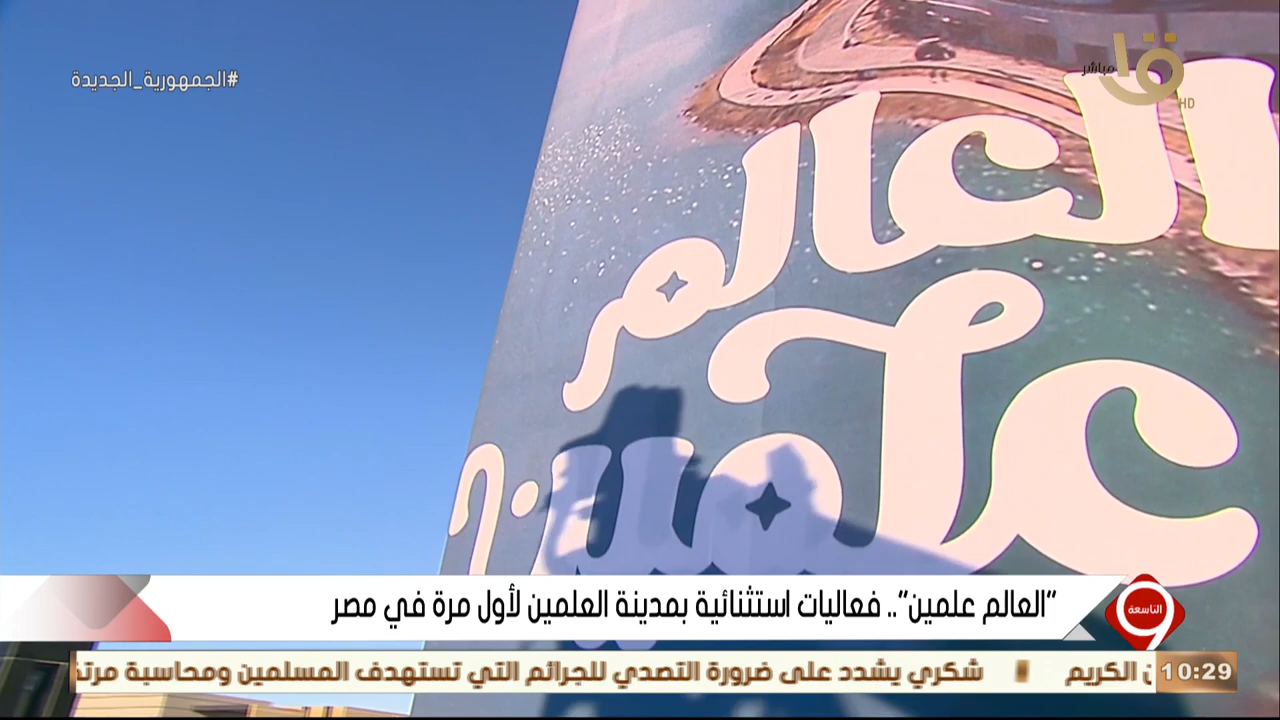 #الجمهورية_الجديدة
مباشر
HD
العالم
علمين
"العالم علمين".. فعاليات استثنائية بمدينة العلمين لأول مرة في مصر
التاسعة
9
10:29
الكريم
شكري يشدد على ضرورة التصدي للجرائم التي تستهدف المسلمين ومحاسبة